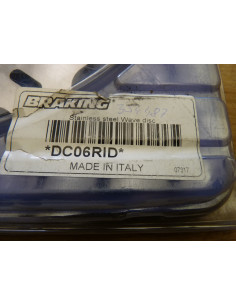 BRAKING
Stainless steel Wave disc
*DC06RID*
MADE IN ITALY